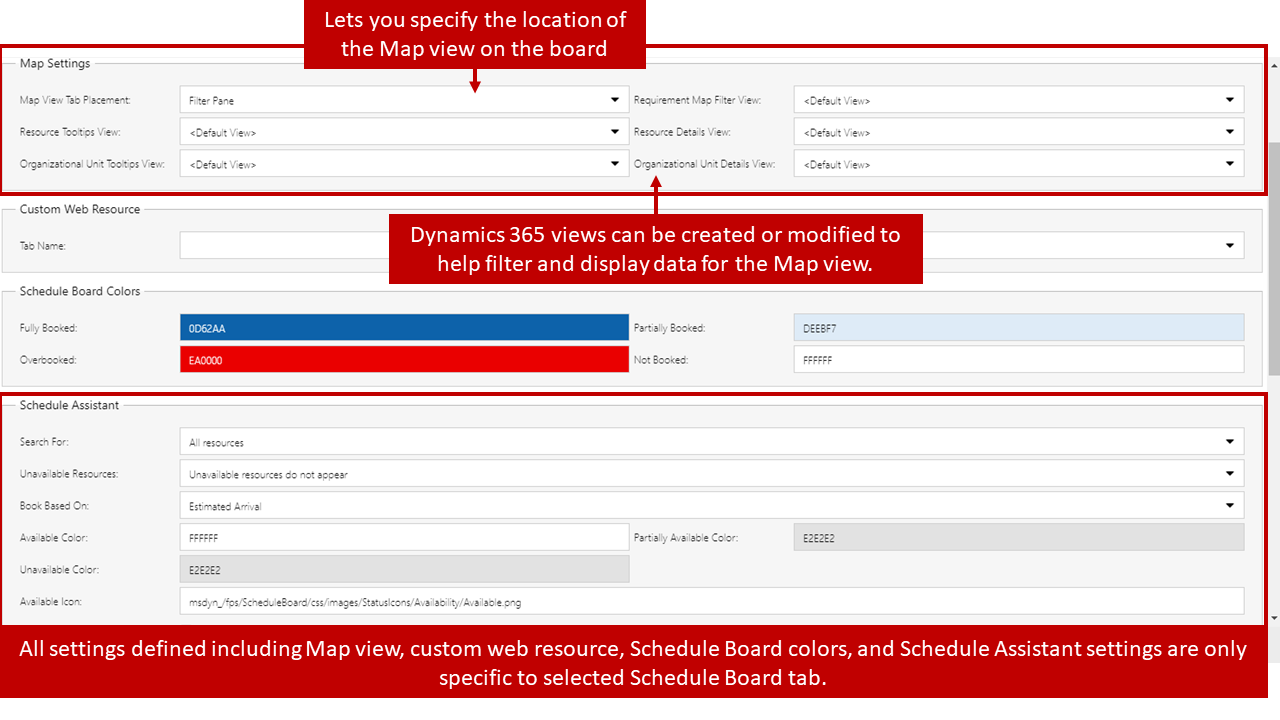 Lets you specify the location of
the Map view on the board
Map Settings
Map View Tab Placement:
Filter Pane
Requirement Map Filter View:
<Default View>
Resource Tooltips View:
<Default View>
Resource Details View:
<Default View>
Organizational Unit Tooltips View:
<Default View>
Organizational Unit Details View:
<Default View>
Custom Web Resource
Tab Name:
Dynamics 365 views can be created or modified to
help filter and display data for the Map view.
Schedule Board Colors
Fully Booked:
0D62AA
Partially Booked:
DEEBF7
Overbooked:
EA0000
Not Booked:
FFFFFF
Schedule Assistant
Search For:
All resources
Unavailable Resources:
Unavailable resources do not appear
Book Based On:
Estimated Arrival
Available Color:
FFFFFF
Partially Available Color:
E2E2E2
Unavailable Color:
E2E2E2
Available Icon:
msdyn_/fps/ScheduleBoard/css/images/StatusIcons/Availability/Available.png
All settings defined including Map view, custom web resource, Schedule Board colors, and Schedule Assistant settings are only
specific to selected Schedule Board tab.